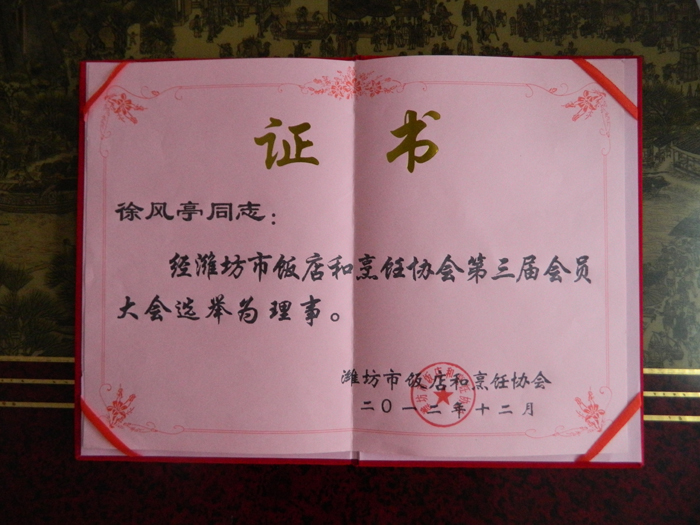 证书
徐风亭同志：
经潍坊市饭店和烹饪协会第三届会员
大会选举为理事。
潍坊市饭店和烹饪协会
二〇一二年十二月